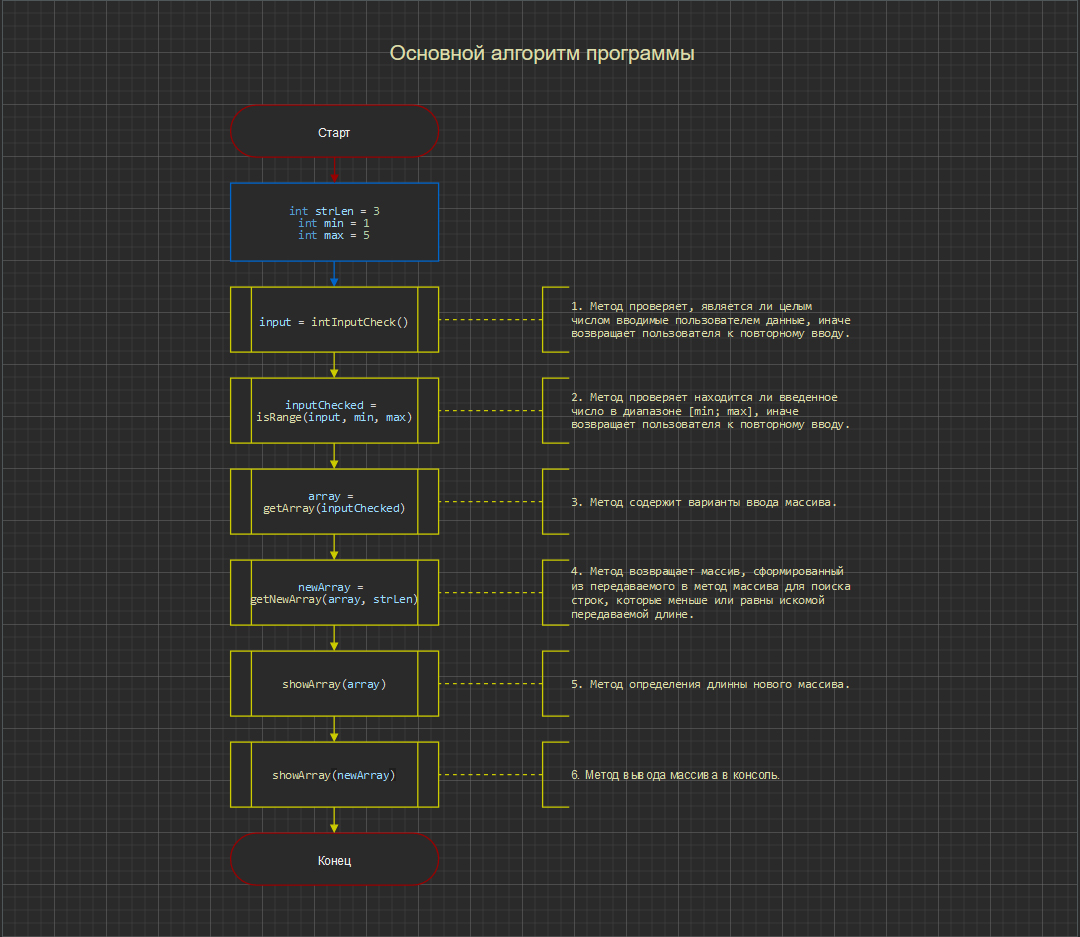 Основной алгоритм программы
Старт
int strLen = 3
int min = 1
int max = 5
input = intInputCheck()
1. Метод проверяет, является ли целым
числом вводимые пользователем данные, иначе
возвращает пользователя к повторному вводу.
inputChecked =
isRange(input, min, max)
2. Метод проверяет находится ли введенное
число в диапазоне [min; max], иначе
возвращает пользователя к повторному вводу.
array =
getArray(inputChecked)
3. Метод содержит варианты ввода массива.
newArray =
getNewArray(array, strLen)
4. Метод возвращает массив, сформированный
из передаваемого в метод массива для поиска
строк, которые меньше или равны искомой
передаваемой длине.
showArray(array)
5. Метод определения длинны нового массива.
showArray(newArray)
6. Метод вывода массива в консоль.
Конец